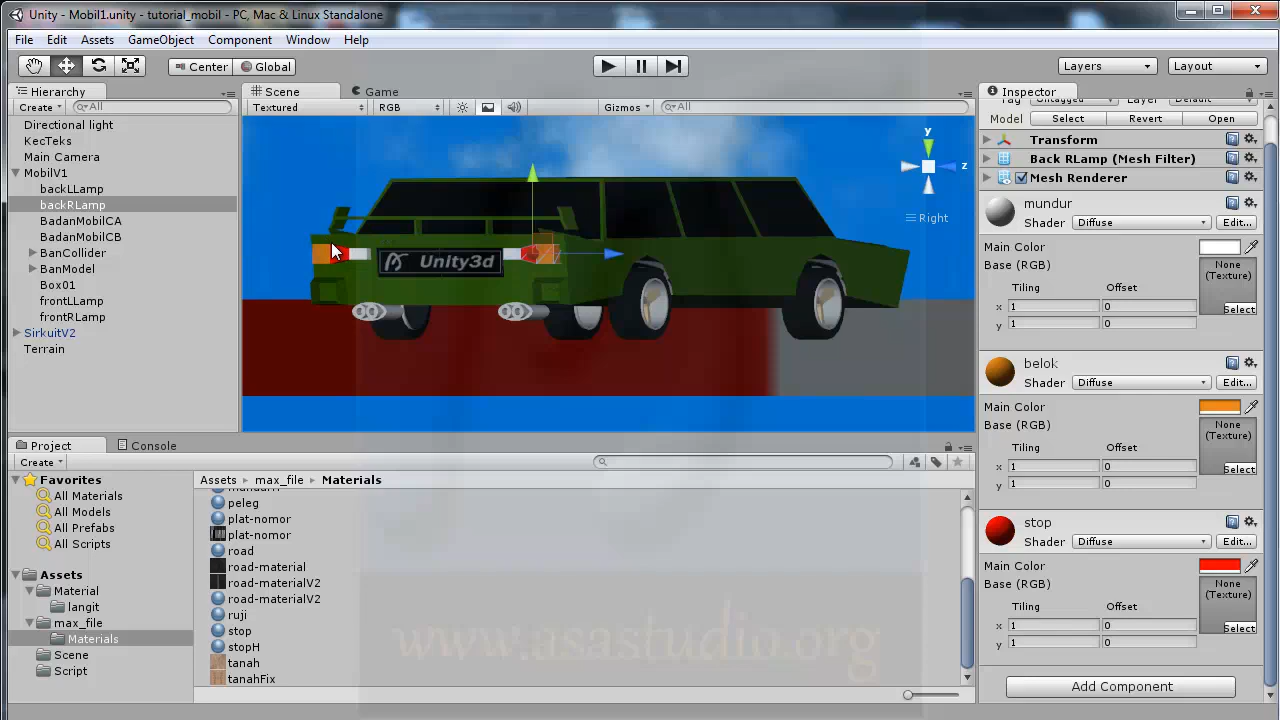 Unity - Mobil1.unity - tutorial_mobil - PC, Mac & Linux Standalone
File Edit Assets GameObject Component Window Help
Center Global Layers Layout
Hierarchy
Create All
Directional light
KecTeks
Main Camera
MobilV1
backLLamp
backRLamp
BadanMobilCA
BadanMobilCB
BanCollider
BanModel
Box01
frontLLamp
frontRLamp
SirkuitV2
Terrain
Scene Game
Textured RGB Gizmos All
y
z
Right
Unity3d
Inspector
Tag Untagged Layer Default
Model Select Revert Open
Transform
Back RLamp (Mesh Filter)
Mesh Renderer
mundur
Shader Diffuse Edit...
Main Color
Base (RGB)
None
(Texture)
Tiling Offset
x 1 0
y 1 0
Select
belok
Shader Diffuse Edit...
Main Color
Base (RGB)
None
(Texture)
Tiling Offset
x 1 0
y 1 0
Select
stop
Shader Diffuse Edit...
Main Color
Base (RGB)
None
(Texture)
Tiling Offset
x 1 0
y 1 0
Select
Add Component
Project Console
Create
Favorites
All Materials
All Models
All Prefabs
All Scripts
Assets
Material
langit
max_file
Materials
Scene
Script
Assets max_file Materials
peleg
plat-nomor
plat-nomor
road
road-material
road-materialV2
road-materialV2
ruji
stop
stopH
tanah
tanahFix
www.asastudio.org